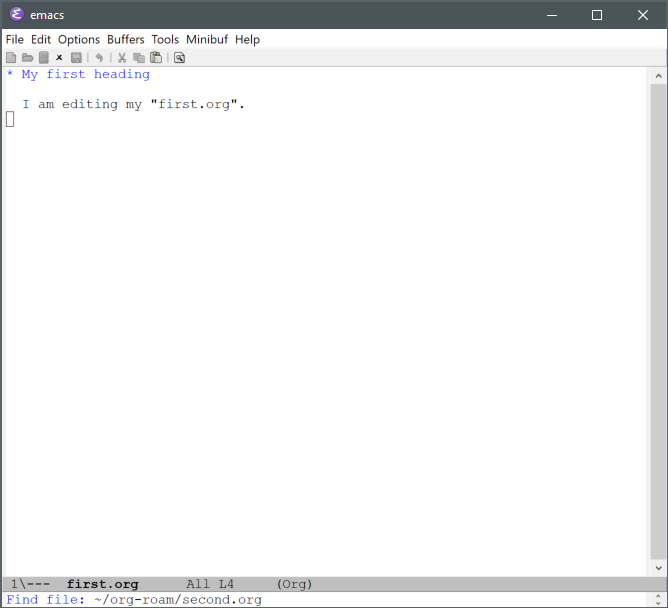 emacs
File Edit Options Buffers Tools Minibuf Help
* My first heading
I am editing my "first.org".
1\--- first.org All L4 (Org)
Find file: ~/org-roam/second.org